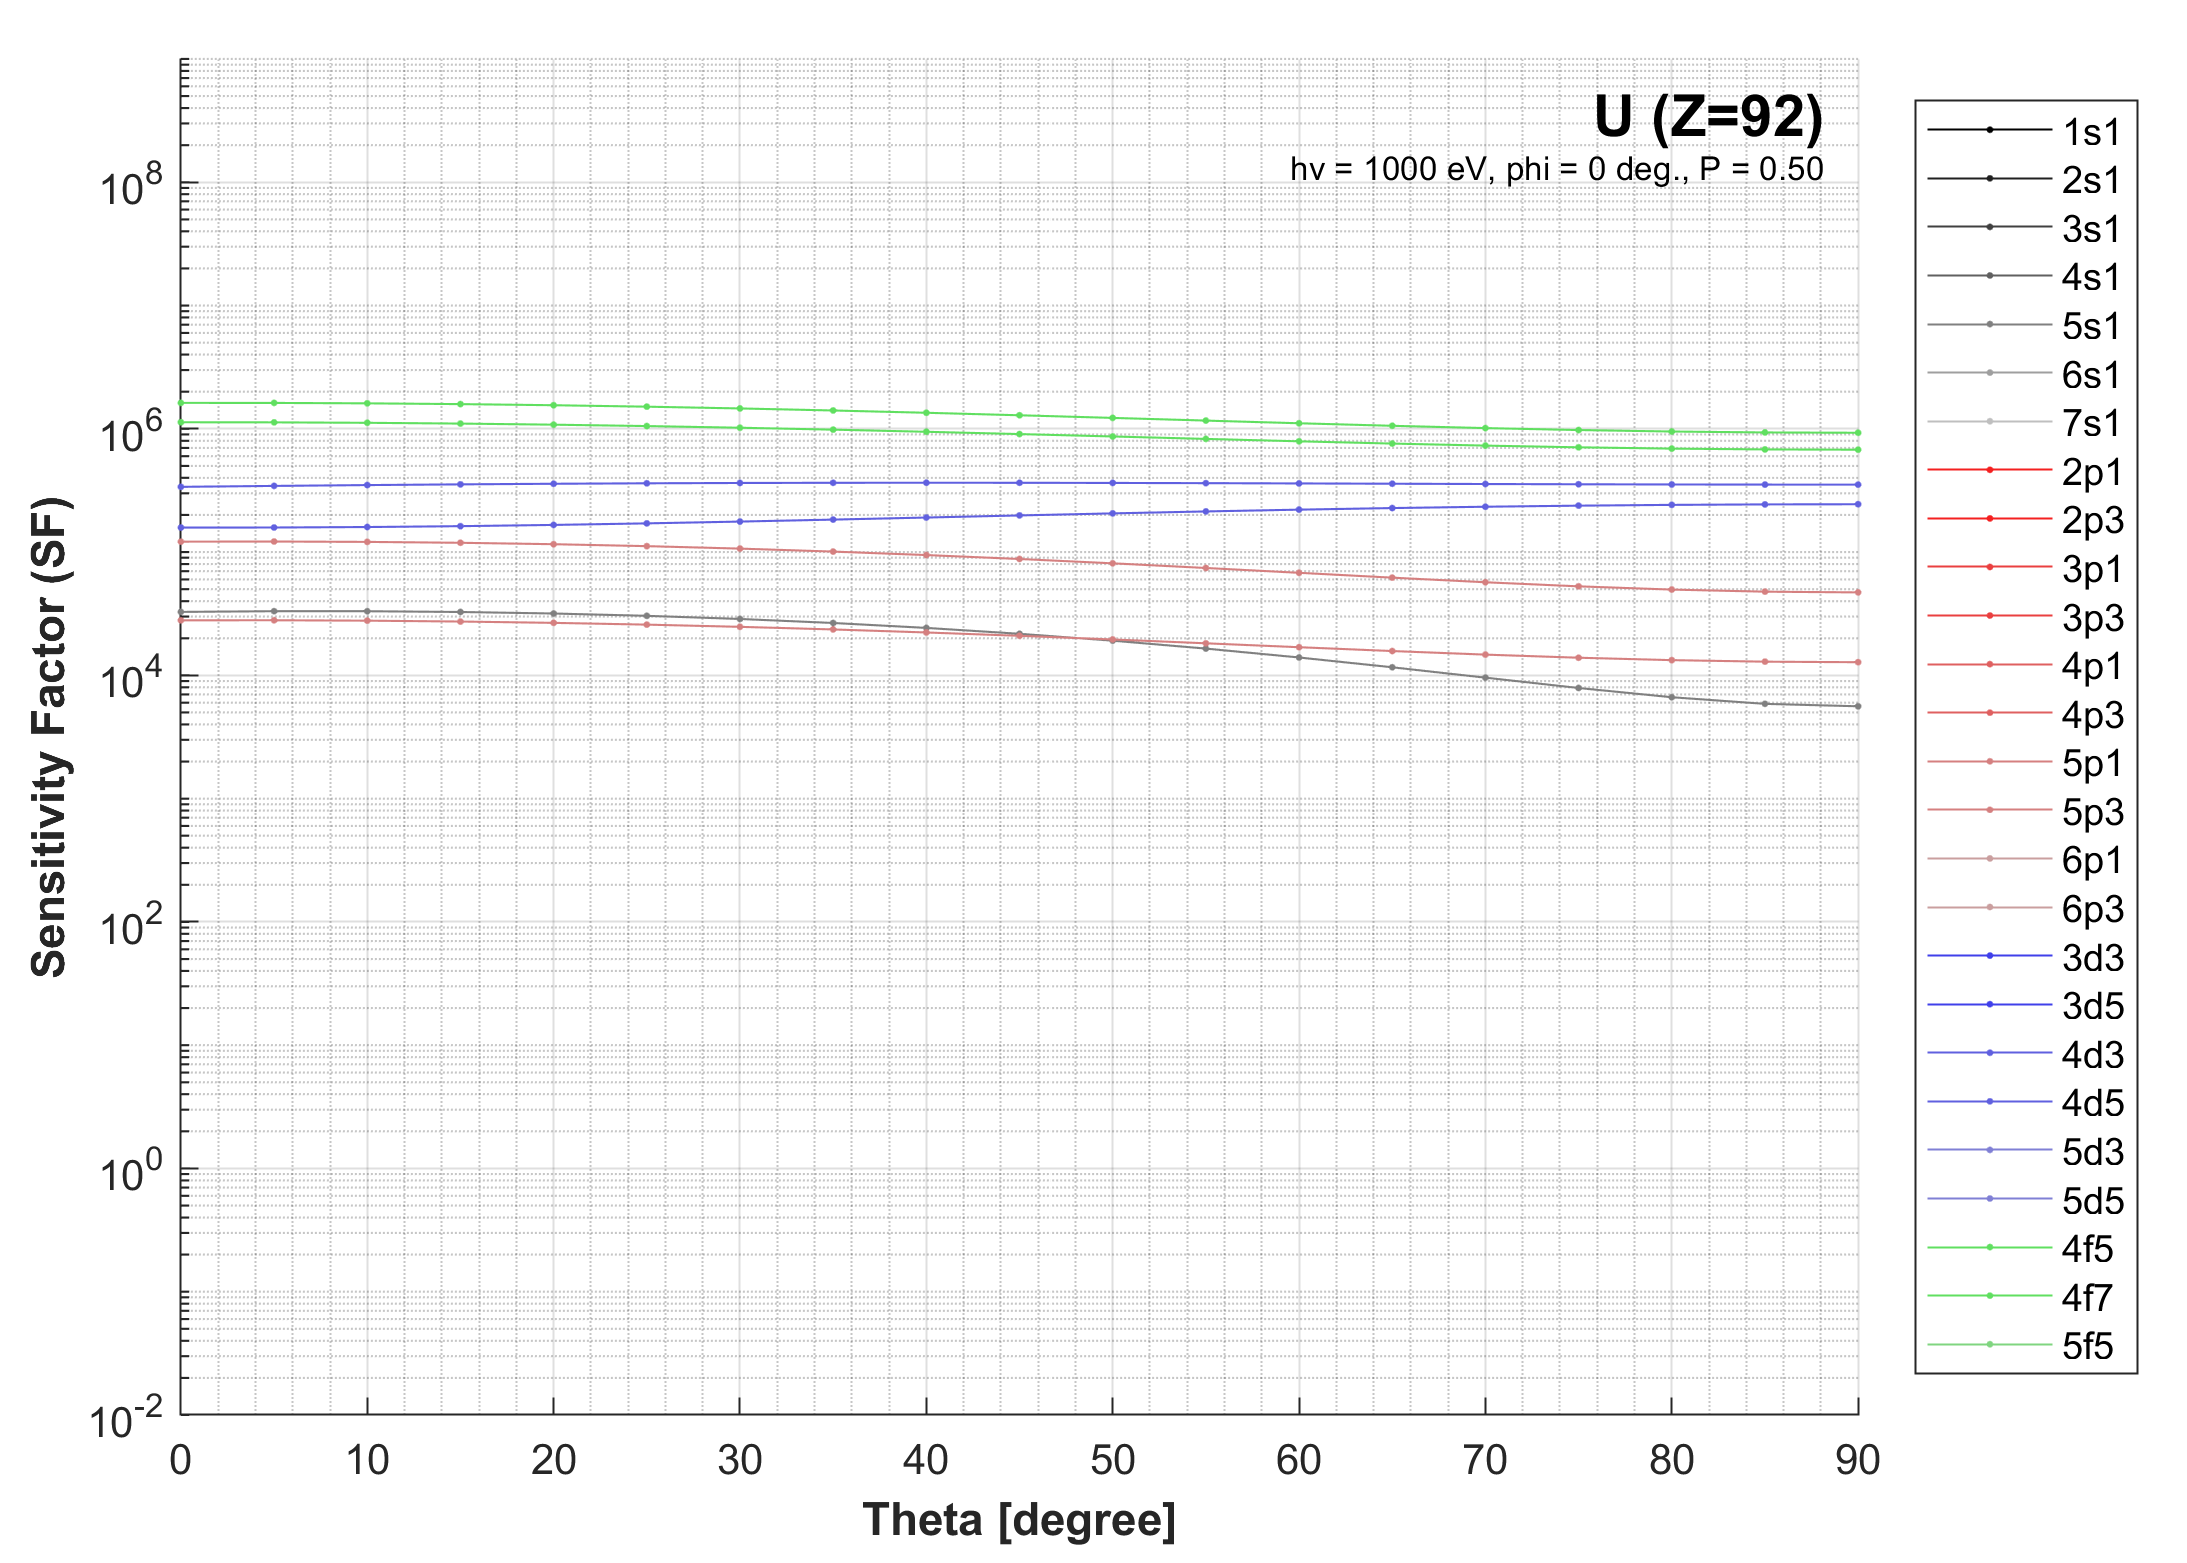 U (Z=92)
hv = 1000 eV, phi = 0 deg., P = 0.50
Sensitivity Factor (SF)
10^8
10^6
10^4
10^2
10^0
10^-2
0 10 20 30 40 50 60 70 80 90
Theta [degree]
1s1
2s1
3s1
4s1
5s1
6s1
7s1
2p1
2p3
3p1
3p3
4p1
4p3
5p1
5p3
6p1
6p3
3d3
3d5
4d3
4d5
5d3
5d5
4f5
4f7
5f5